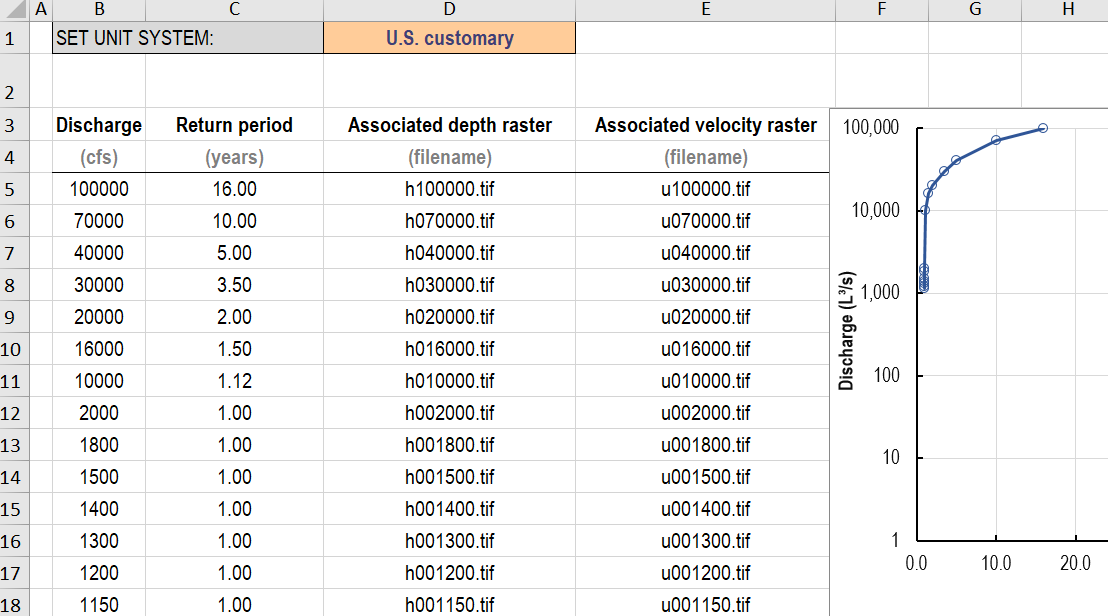 A B C D E F G H
1 SET UNIT SYSTEM: U.S. customary
2
3 Discharge Return period Associated depth raster Associated velocity raster
4 (cfs) (years) (filename) (filename)
5 100000 16.00 h100000.tif u100000.tif
6 70000 10.00 h070000.tif u070000.tif
7 40000 5.00 h040000.tif u040000.tif
8 30000 3.50 h030000.tif u030000.tif
9 20000 2.00 h020000.tif u020000.tif
10 16000 1.50 h016000.tif u016000.tif
11 10000 1.12 h010000.tif u010000.tif
12 2000 1.00 h002000.tif u002000.tif
13 1800 1.00 h001800.tif u001800.tif
14 1500 1.00 h001500.tif u001500.tif
15 1400 1.00 h001400.tif u001400.tif
16 1300 1.00 h001300.tif u001300.tif
17 1200 1.00 h001200.tif u001200.tif
18 1150 1.00 h001150.tif u001150.tif
Discharge (L³/s)
100,000
10,000
1,000
100
10
1
0.0 10.0 20.0